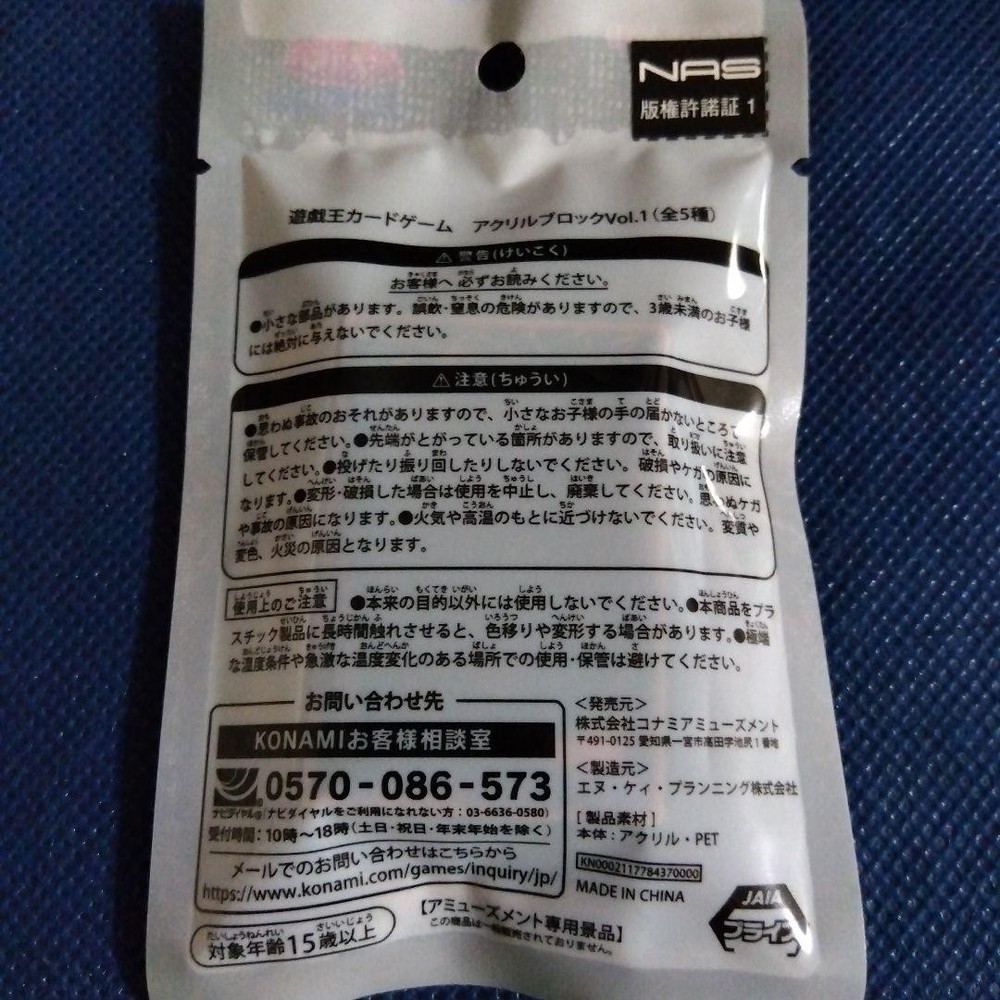 NAS
版権許諾証 1
遊戯王カードゲーム アクリルブロックVol.1(全5種)
⚠ 警告(けいこく)
お客様へ 必ずお読みください。
●小さな部品があります。誤飲・窒息の危険がありますので、3歳未満のお子様
には絶対に与えないでください。
⚠ 注意(ちゅうい)
●思わぬ事故のおそれがありますので、小さなお子様の手の届かないところで
保管してください。●先端がとがっている箇所がありますので、取り扱いに注意
してください。●投げたり振り回したりしないでください。破損やケガの原因に
なります。●変形・破損した場合は使用を中止し、廃棄してください。思わぬケガ
や事故の原因になります。●火気や高温のもとに近づけないでください。変質や
変色、火災の原因となります。
使用上のご注意 ●本来の目的以外には使用しないでください。●本商品をプラ
スチック製品に長時間触れさせると、色移りや変形する場合があります。●極端
な温度条件や急激な温度変化のある場所での使用・保管は避けてください。
お問い合わせ先
KONAMIお客様相談室
0570-086-573
ナビダイヤル®(ナビダイヤルをご利用になれない方:03-6636-0580)
受付時間:10時~18時(土日・祝日・年末年始を除く)
メールでのお問い合わせはこちらから
https://www.konami.com/games/inquiry/jp/
対象年齢15歳以上
<発売元>
株式会社コナミアミューズメント
〒491-0125 愛知県一宮市高田字池尻1番地
<製造元>
エヌ・ケィ・プランニング株式会社
[製品素材]
本体:アクリル・PET
KN0002117784370000
MADE IN CHINA
【アミューズメント専用景品】
この商品は一般販売されておりません。
JAIA
プライズ